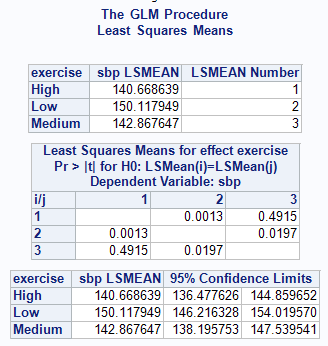 The GLM Procedure
Least Squares Means
exercise sbp LSMEAN LSMEAN Number
High 140.668639 1
Low 150.117949 2
Medium 142.867647 3
Least Squares Means for effect exercise
Pr > |t| for H0: LSMean(i)=LSMean(j)
Dependent Variable: sbp
i/j 1 2 3
1 0.0013 0.4915
2 0.0013 0.0197
3 0.4915 0.0197
exercise sbp LSMEAN 95% Confidence Limits
High 140.668639 136.477626 144.859652
Low 150.117949 146.216328 154.019570
Medium 142.867647 138.195753 147.539541